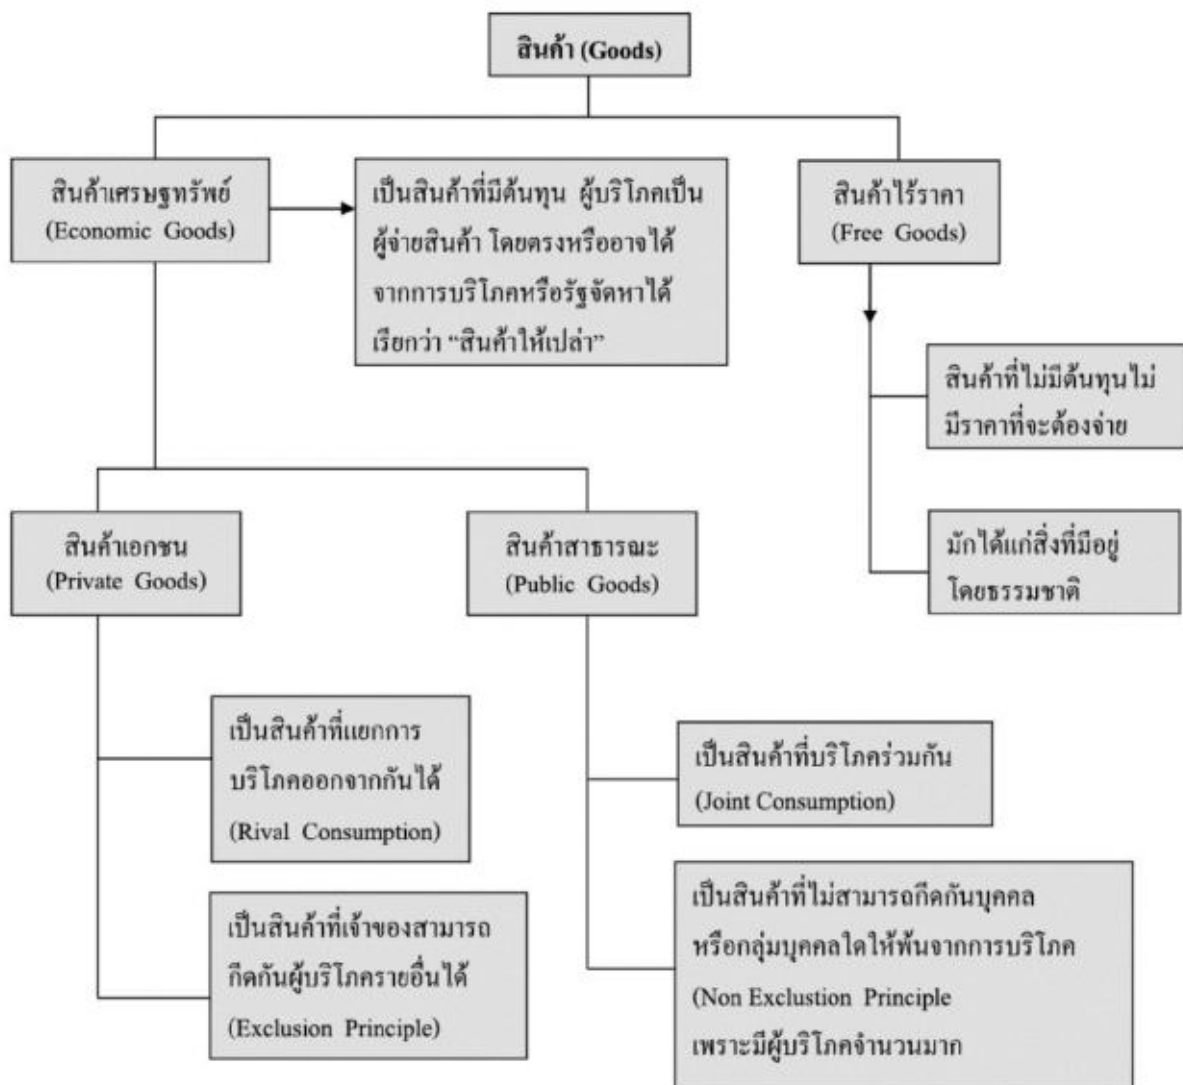 สินค้า (Goods)
สินค้าเศรษฐทรัพย์
(Economic Goods)
เป็นสินค้าที่มีต้นทุน ผู้บริโภคเป็น
ผู้จ่ายสินค้า โดยตรงหรืออาจได้
จากการบริโภคหรือรัฐจัดหาได้
เรียกว่า “สินค้าให้เปล่า”
สินค้าไร้ราคา
(Free Goods)
สินค้าที่ไม่มีต้นทุนไม่
มีราคาที่จะต้องจ่าย
มักได้แก่สิ่งที่มีอยู่
โดยธรรมชาติ
สินค้าเอกชน
(Private Goods)
สินค้าสาธารณะ
(Public Goods)
เป็นสินค้าที่แยกการ
บริโภคออกจากกันได้
(Rival Consumption)
เป็นสินค้าที่เจ้าของสามารถ
กีดกันผู้บริโภครายอื่นได้
(Exclusion Principle)
เป็นสินค้าที่บริโภคร่วมกัน
(Joint Consumption)
เป็นสินค้าที่ไม่สามารถกีดกันบุคคล
หรือกลุ่มบุคคลใดให้พ้นจากการบริโภค
(Non Exclustion Principle
เพราะมีผู้บริโภคจำนวนมาก